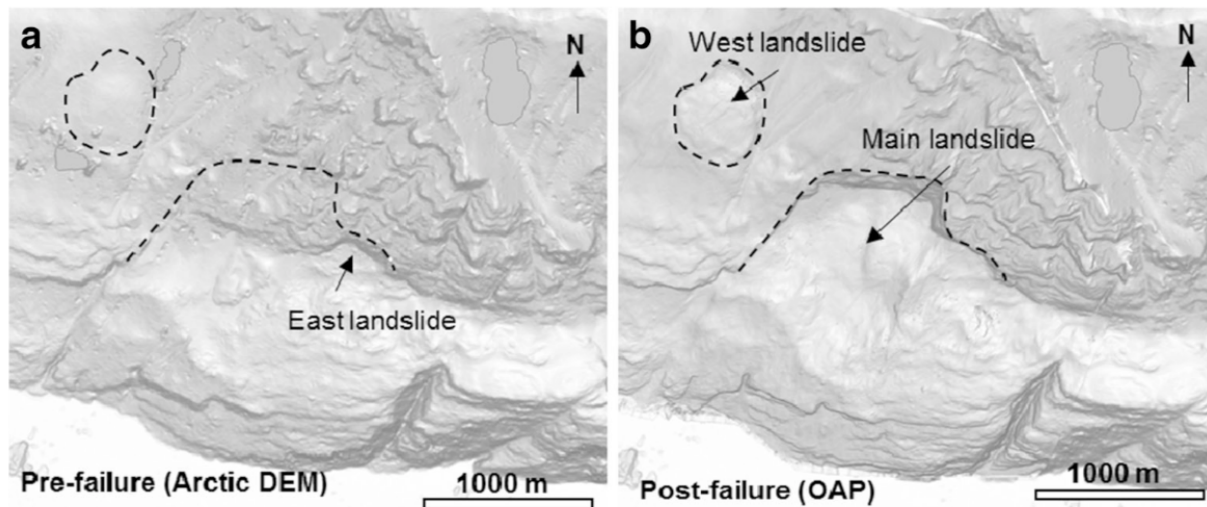 a
N
East landslide
Pre-failure (Arctic DEM)
1000 m
b
West landslide
N
Main landslide
Post-failure (OAP)
1000 m